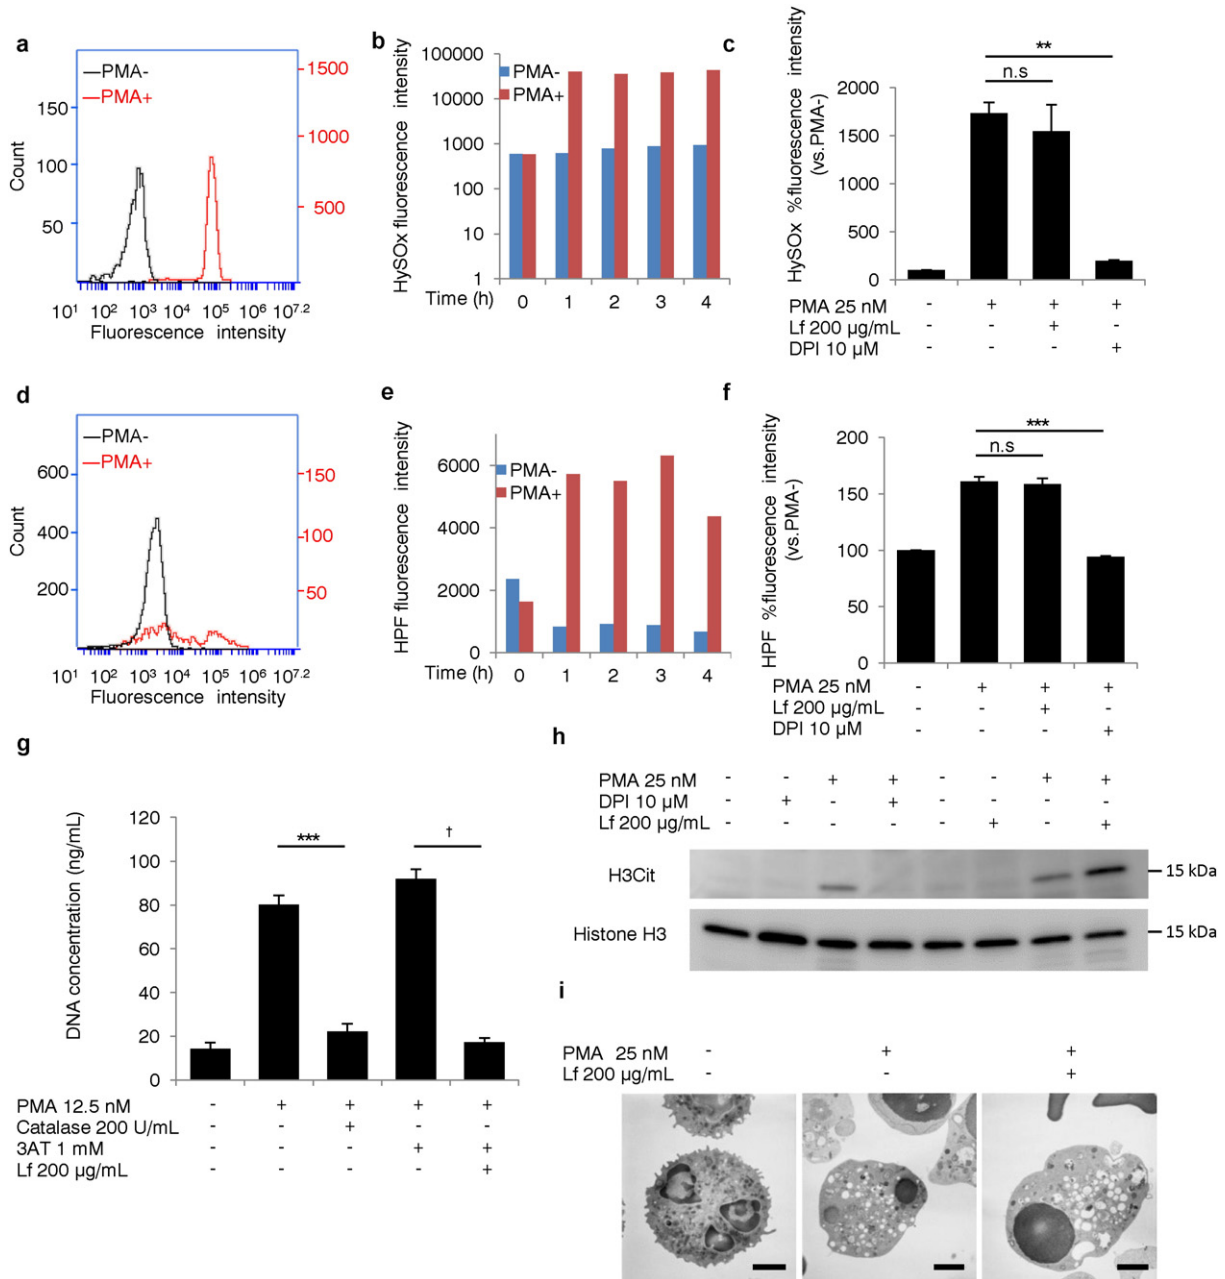 a
PMA-
PMA+
150
100
50
1500
1000
500
Count
10¹ 10² 10³ 10⁴ 10⁵ 10⁶ 10⁷·²
Fluorescence intensity
b
HySOx fluorescence intensity
100000
10000
1000
100
10
1
PMA-
PMA+
Time (h) 0 1 2 3 4
c
HySOx %fluorescence intensity
(vs.PMA-)
2000
1500
1000
500
0
**
n.s
PMA 25 nM - + + +
Lf 200 µg/mL - - + -
DPI 10 µM - - - +
d
PMA-
PMA+
600
400
200
150
100
50
Count
10¹ 10² 10³ 10⁴ 10⁵ 10⁶ 10⁷·²
Fluorescence intensity
e
HPF fluorescence intensity
6000
4000
2000
0
PMA-
PMA+
Time (h) 0 1 2 3 4
f
HPF %fluorescence intensity
(vs.PMA-)
200
150
100
50
0
***
n.s
PMA 25 nM - + + +
Lf 200 µg/mL - - + -
DPI 10 µM - - - +
g
DNA concentration (ng/mL)
120
100
80
60
40
20
0
***
†
PMA 12.5 nM - + + + +
Catalase 200 U/mL - - + - -
3AT 1 mM - - - + +
Lf 200 µg/mL - - - - +
h
PMA 25 nM - - + + - - + +
DPI 10 µM - + - + - - - -
Lf 200 µg/mL - - - - - + - +
H3Cit
15 kDa
Histone H3
15 kDa
i
PMA 25 nM - + +
Lf 200 µg/mL - - +